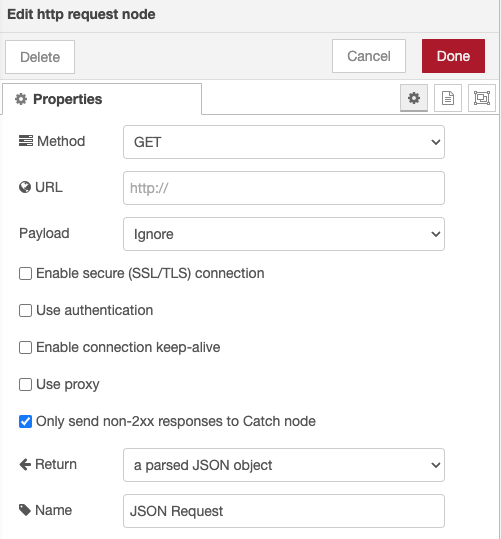 Edit http request node
Delete
Cancel
Done
Properties
Method
GET
URL
http://
Payload
Ignore
Enable secure (SSL/TLS) connection
Use authentication
Enable connection keep-alive
Use proxy
Only send non-2xx responses to Catch node
Return
a parsed JSON object
Name
JSON Request